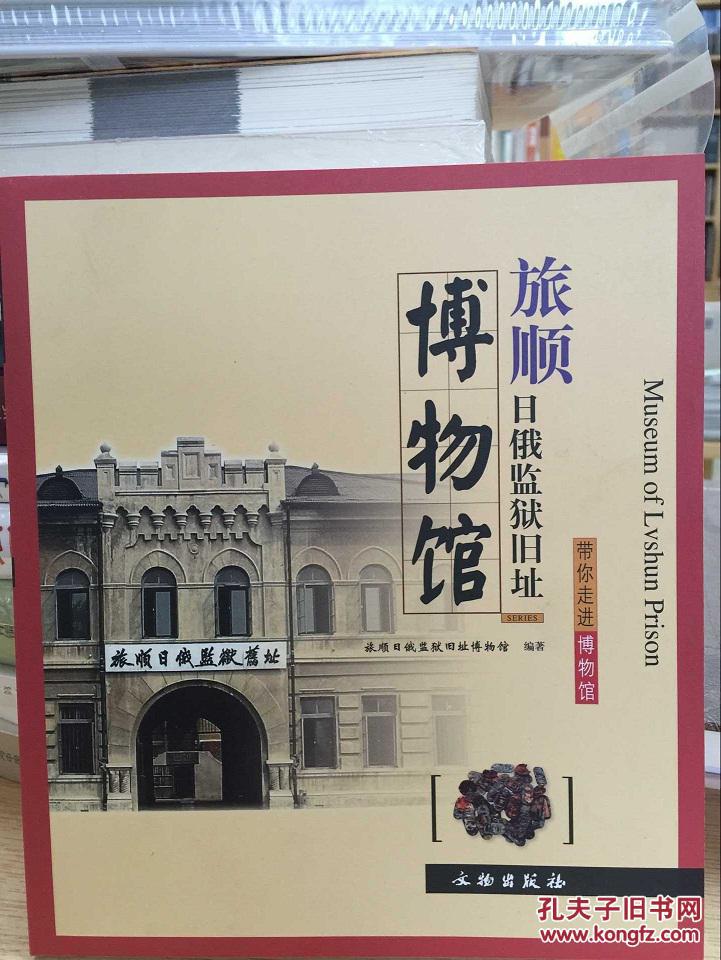 旅顺
日俄监狱旧址
博物馆
SERIES
Museum of Lvshun Prison
带你走进
博物馆
旅顺日俄监狱旧址博物馆 编著
旅順日俄監獄舊址
文物出版社
孔夫子旧书网
www.kongfz.com